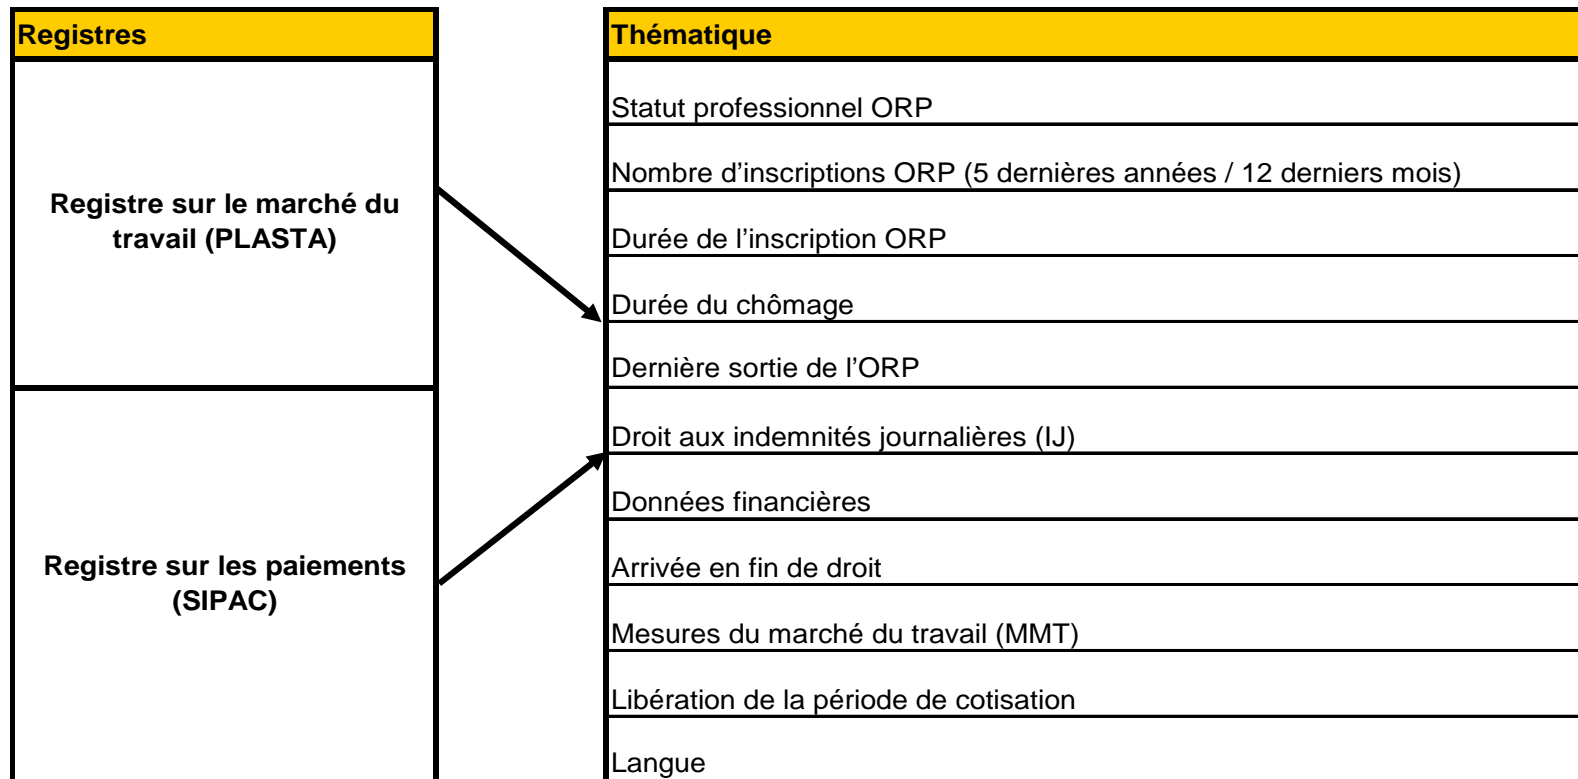 Registres
Registre sur le marché du
travail (PLASTA)
Registre sur les paiements
(SIPAC)
Thématique
Statut professionnel ORP
Nombre d’inscriptions ORP (5 dernières années / 12 derniers mois)
Durée de l’inscription ORP
Durée du chômage
Dernière sortie de l’ORP
Droit aux indemnités journalières (IJ)
Données financières
Arrivée en fin de droit
Mesures du marché du travail (MMT)
Libération de la période de cotisation
Langue